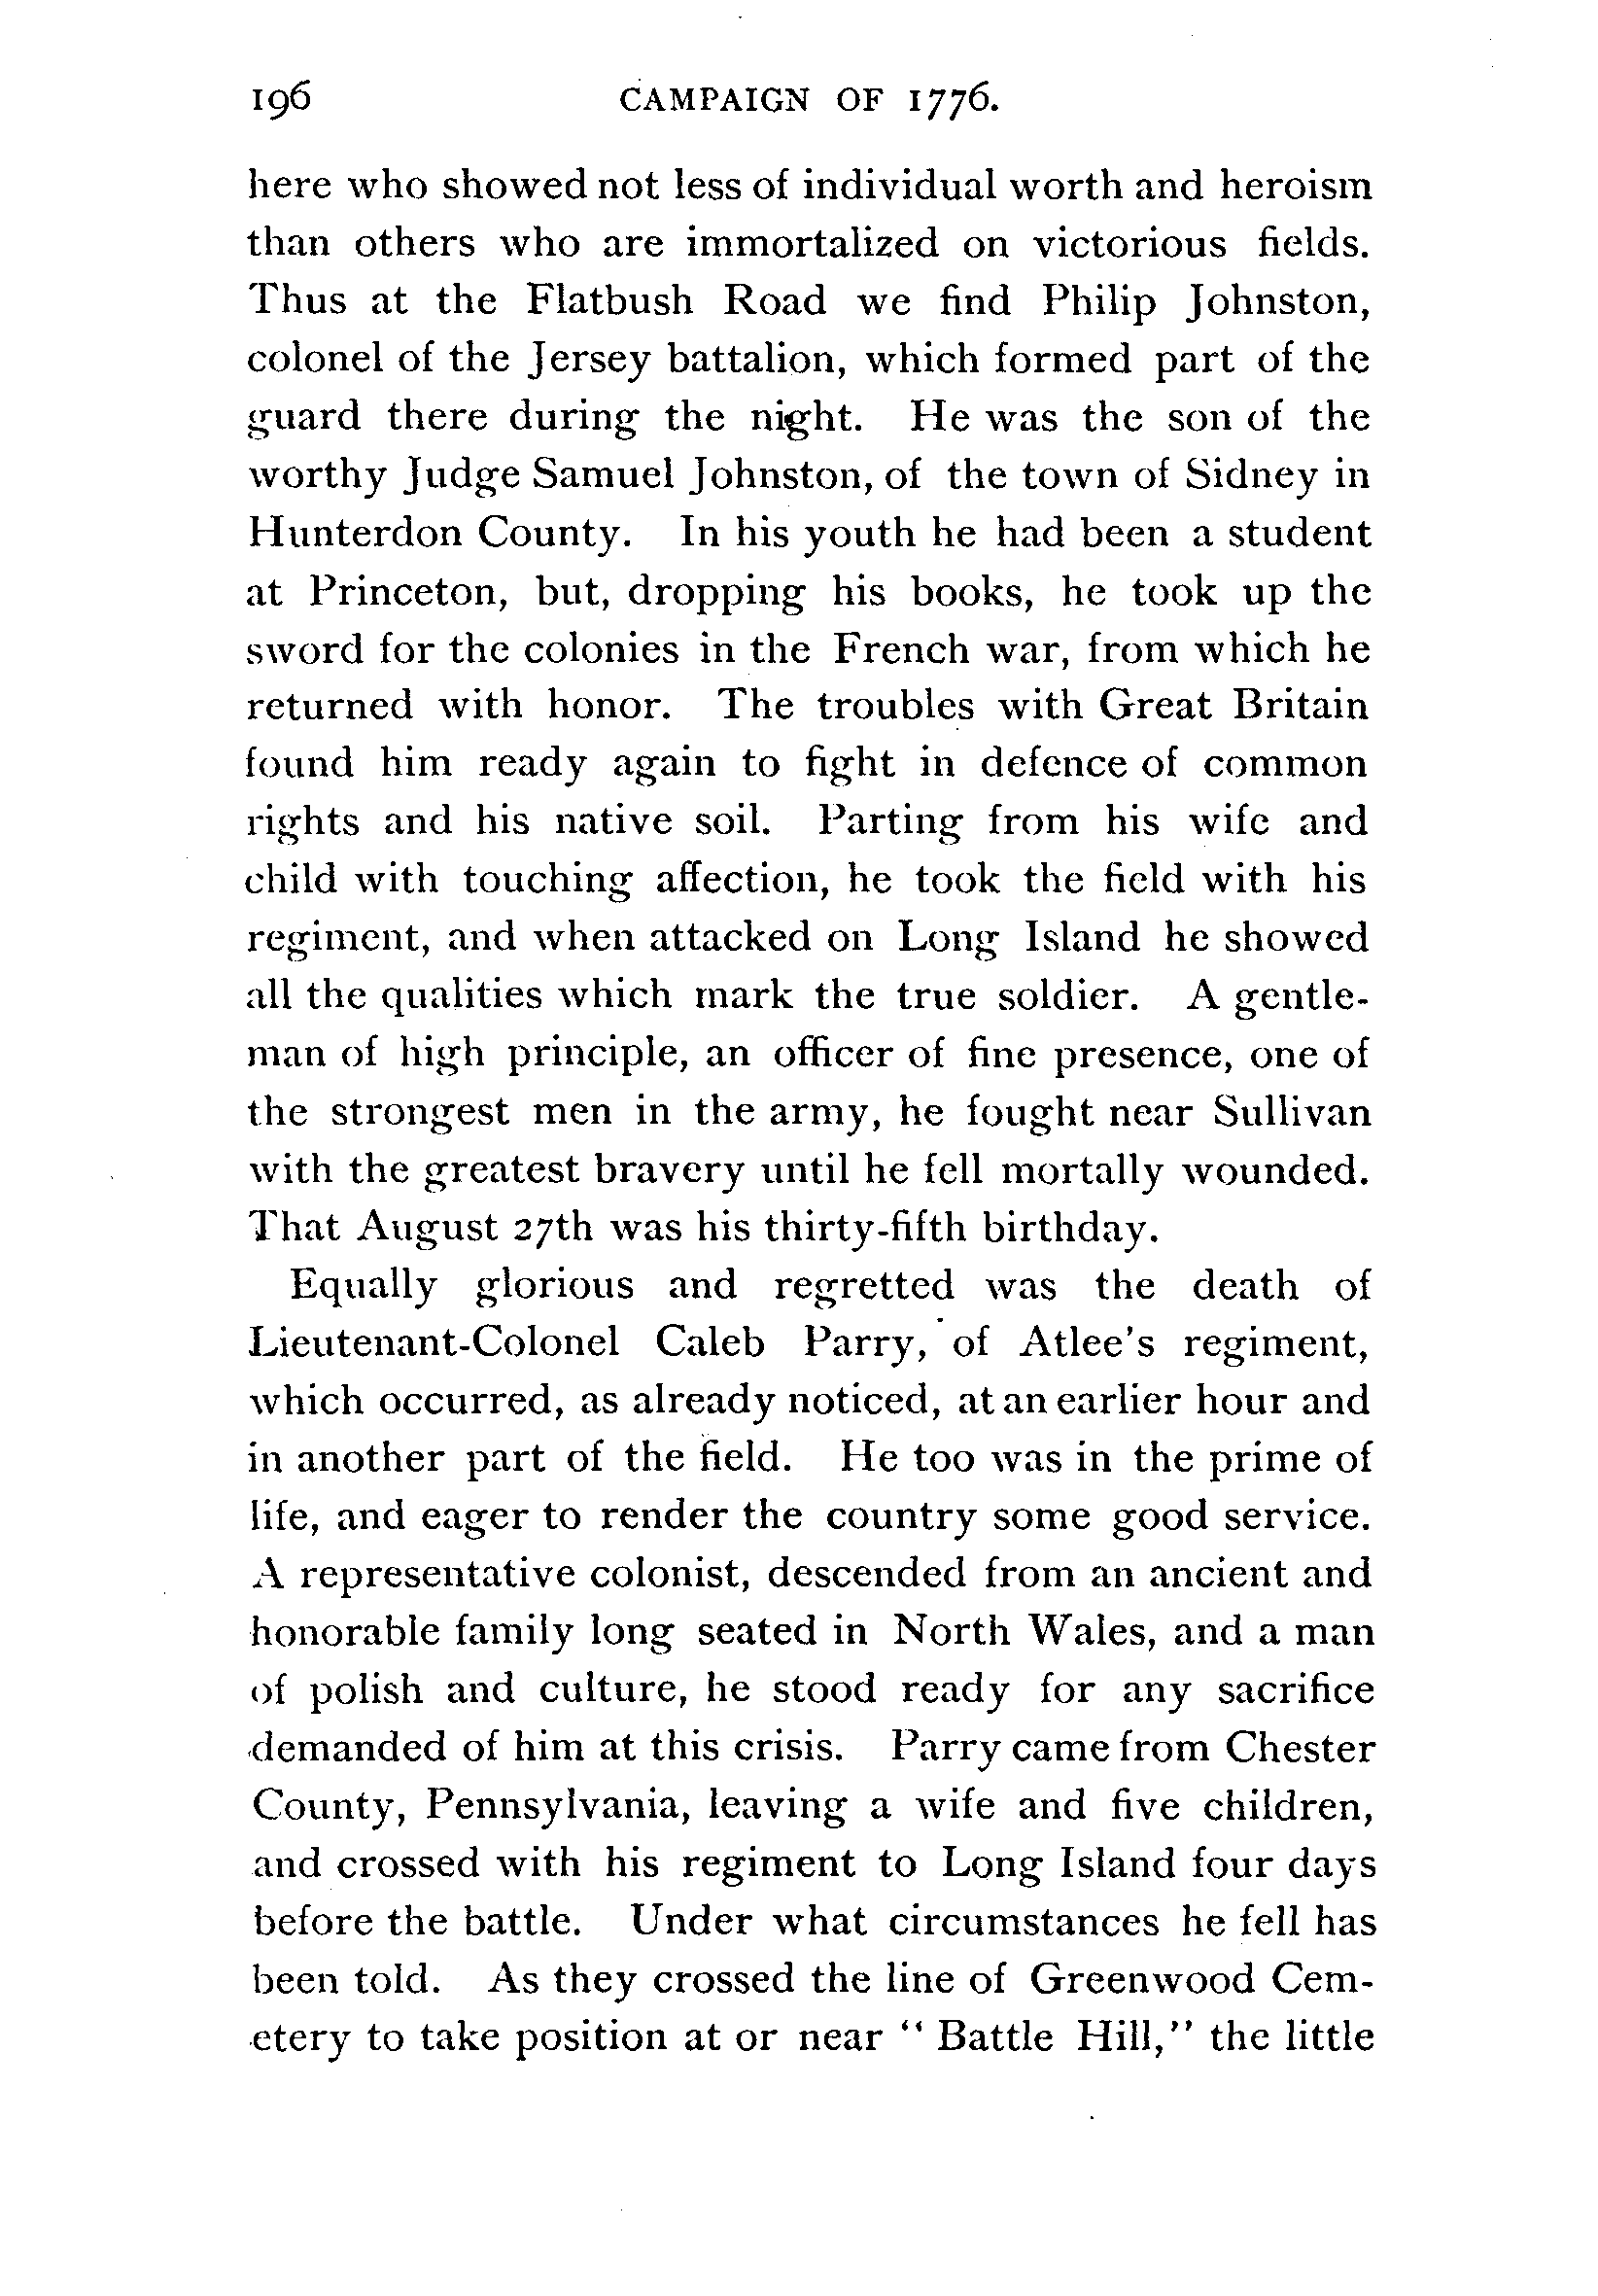 196 CAMPAIGN OF 1776.
here who showed not less of individual worth and heroism
than others who are immortalized on victorious fields.
Thus at the Flatbush Road we find Philip Johnston,
colonel of the Jersey battalion, which formed part of the
guard there during the night. He was the son of the
worthy Judge Samuel Johnston, of the town of Sidney in
Hunterdon County. In his youth he had been a student
at Princeton, but, dropping his books, he took up the
sword for the colonies in the French war, from which he
returned with honor. The troubles with Great Britain
found him ready again to fight in defence of common
rights and his native soil. Parting from his wife and
child with touching affection, he took the field with his
regiment, and when attacked on Long Island he showed
all the qualities which mark the true soldier. A gentle-
man of high principle, an officer of fine presence, one of
the strongest men in the army, he fought near Sullivan
with the greatest bravery until he fell mortally wounded.
That August 27th was his thirty-fifth birthday.
Equally glorious and regretted was the death of
Lieutenant-Colonel Caleb Parry, of Atlee's regiment,
which occurred, as already noticed, at an earlier hour and
in another part of the field. He too was in the prime of
life, and eager to render the country some good service.
A representative colonist, descended from an ancient and
honorable family long seated in North Wales, and a man
of polish and culture, he stood ready for any sacrifice
demanded of him at this crisis. Parry came from Chester
County, Pennsylvania, leaving a wife and five children,
and crossed with his regiment to Long Island four days
before the battle. Under what circumstances he fell has
been told. As they crossed the line of Greenwood Cem-
etery to take position at or near "Battle Hill," the little